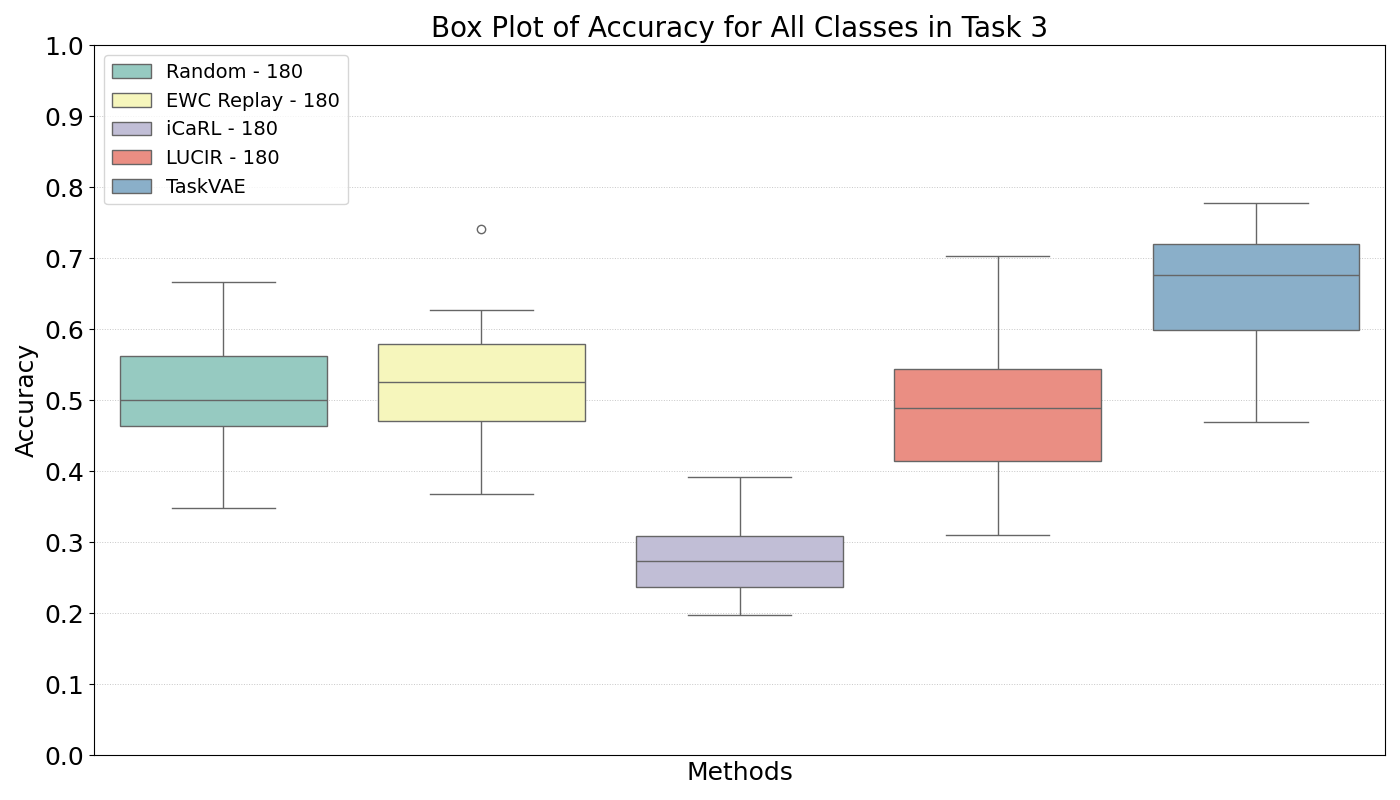 Box Plot of Accuracy for All Classes in Task 3
1.0
0.9
0.8
0.7
0.6
0.5
0.4
0.3
0.2
0.1
0.0
Accuracy
Random - 180
EWC Replay - 180
iCaRL - 180
LUCIR - 180
TaskVAE
Methods